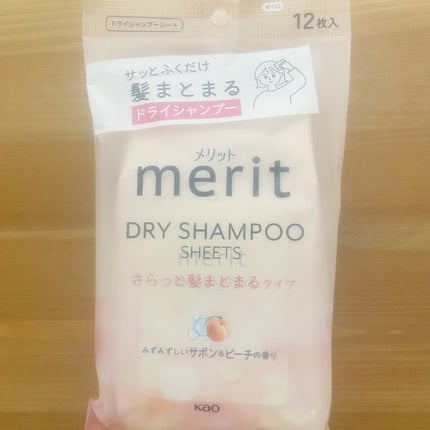 ドライシャンプーシート
12枚入
サッとふくだけ
髪まとまる
ドライシャンプー
メリット
merit
DRY SHAMPOO
SHEETS
merit
さらっと髪まとまるタイプ
みずみずしいサボン&ピーチの香り
Kao